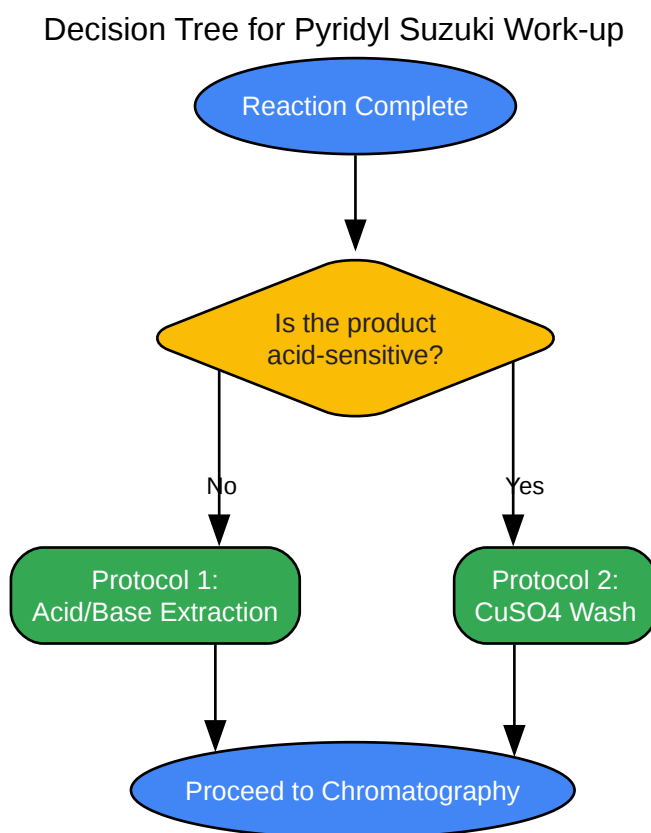 Decision Tree for Pyridyl Suzuki Work-up
Reaction Complete
Is the product
acid-sensitive?
No
Yes
Protocol 1:
Acid/Base Extraction
Protocol 2:
CuSO4 Wash
Proceed to Chromatography